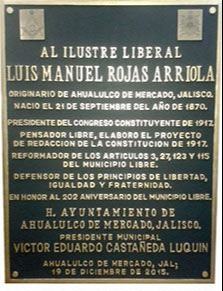 AL ILUSTRE LIBERAL
LUIS MANUEL ROJAS ARRIOLA
ORIGINARIO DE AHUALULCO DE MERCADO, JALISCO.
NACIO EL 21 DE SEPTIEMBRE DEL AÑO DE 1870.
PRESIDENTE DEL CONGRESO CONSTITUYENTE DE 1917.
PENSADOR LIBRE, ELABORO EL PROYECTO
DE REDACCION DE LA CONSTITUCION DE 1917.
REFORMADOR DE LOS ARTICULOS 3, 27, 123 Y 115
DEL MUNICIPIO LIBRE.
DEFENSOR DE LOS PRINCIPIOS DE LIBERTAD,
IGUALDAD Y FRATERNIDAD.
EN HONOR AL 202 ANIVERSARIO DEL MUNICIPIO LIBRE.
H. AYUNTAMIENTO DE
AHUALULCO DE MERCADO, JALISCO.
PRESIDENTE MUNICIPAL
VICTOR EDUARDO CASTAÑEDA LUQUIN
AHUALULCO DE MERCADO, JAL;
19 DE DICIEMBRE DE 2015.